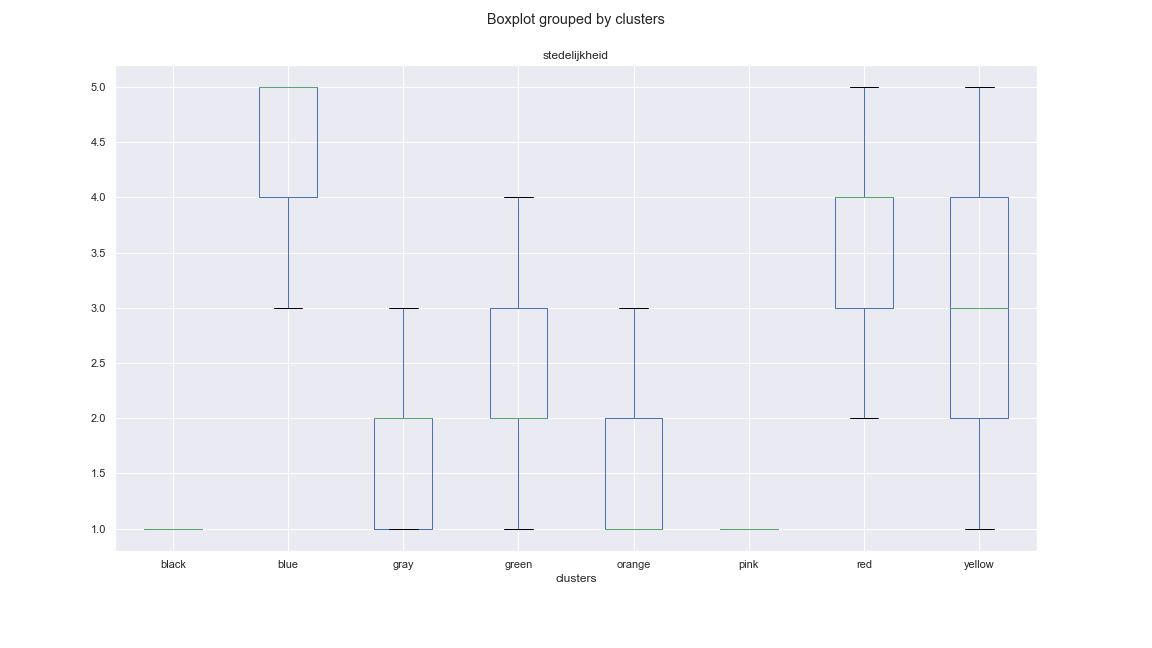 Boxplot grouped by clusters
stedelijkheid
5.0
4.5
4.0
3.5
3.0
2.5
2.0
1.5
1.0
black blue gray green orange pink red yellow
clusters